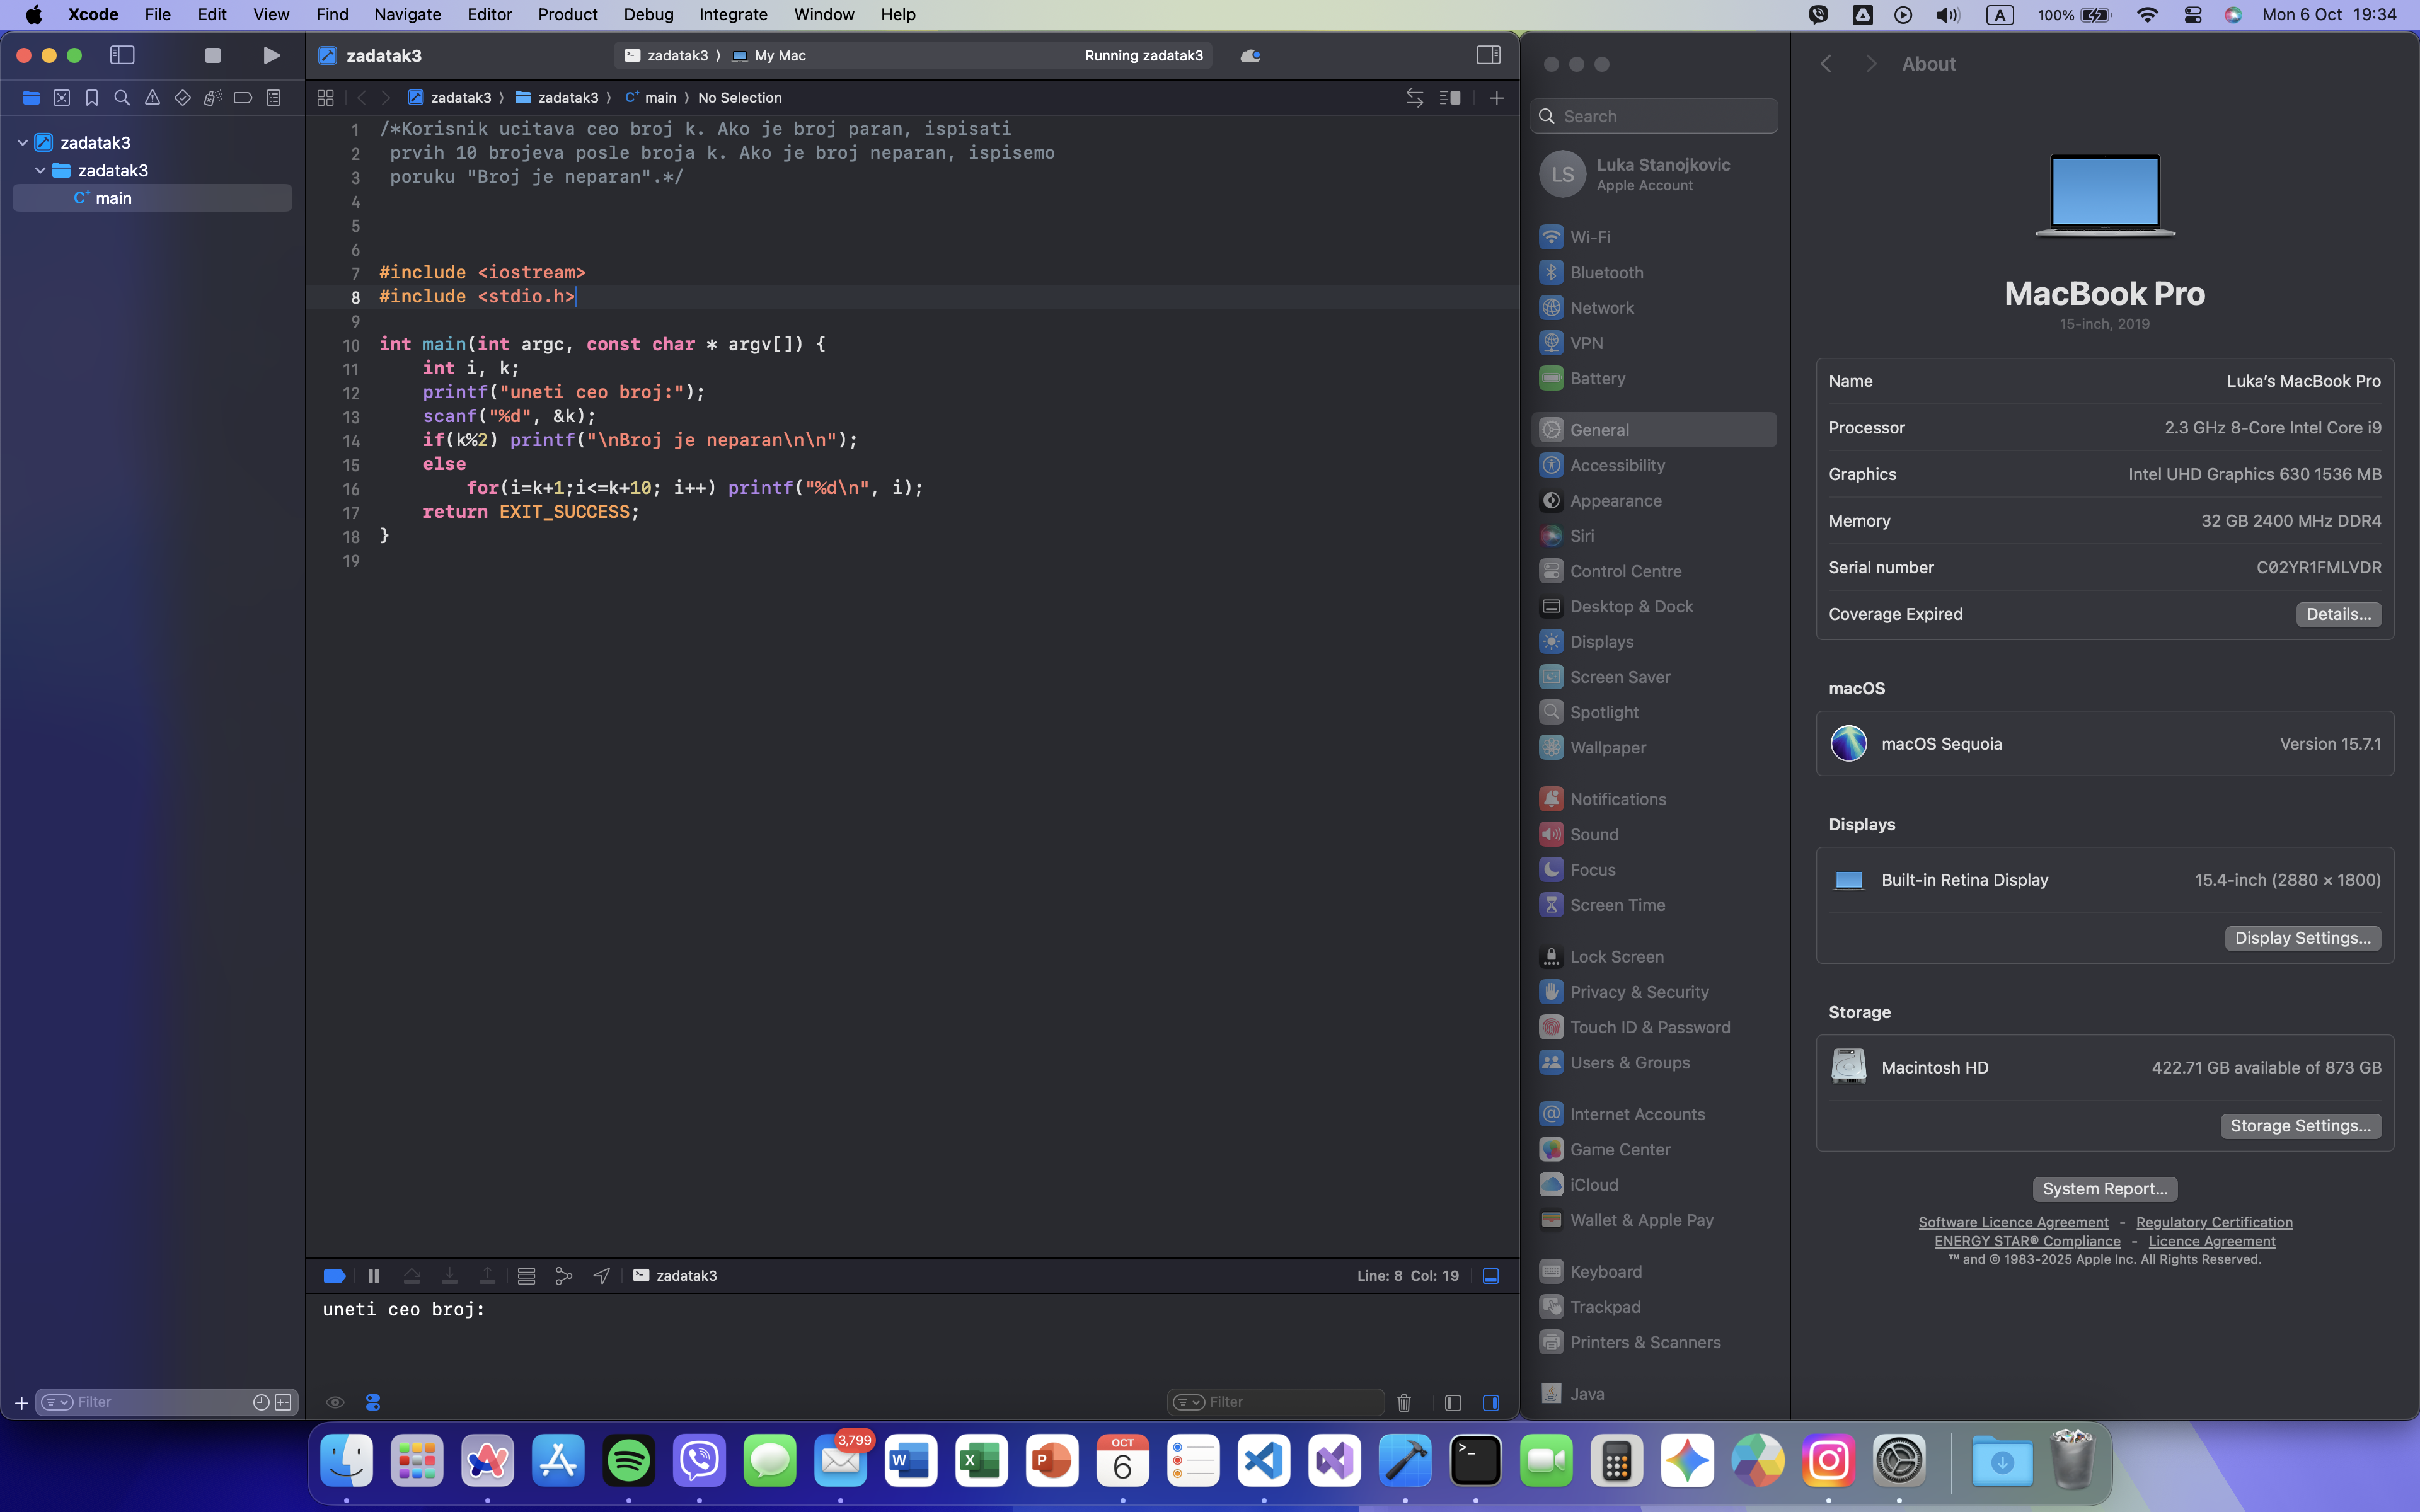 Xcode File Edit View Find Navigate Editor Product Debug Integrate Window Help
A 100% Mon 6 Oct 19:34
zadatak3
zadatak3 My Mac Running zadatak3
zadatak3
zadatak3
main
zadatak3 zadatak3 main No Selection
1 /*Korisnik ucitava ceo broj k. Ako je broj paran, ispisati
2 prvih 10 brojeva posle broja k. Ako je broj neparan, ispisemo
3 poruku "Broj je neparan".*/
4
5
6
7 #include <iostream>
8 #include <stdio.h>
9
10 int main(int argc, const char * argv[]) {
11 int i, k;
12 printf("uneti ceo broj:");
13 scanf("%d", &k);
14 if(k%2) printf("\nBroj je neparan\n\n");
15 else
16 for(i=k+1;i<=k+10; i++) printf("%d\n", i);
17 return EXIT_SUCCESS;
18 }
19
zadatak3 Line: 8 Col: 19
uneti ceo broj:
Filter
Filter
Search
LS
Luka Stanojkovic
Apple Account
Wi-Fi
Bluetooth
Network
VPN
Battery
General
Accessibility
Appearance
Siri
Control Centre
Desktop & Dock
Displays
Screen Saver
Spotlight
Wallpaper
Notifications
Sound
Focus
Screen Time
Lock Screen
Privacy & Security
Touch ID & Password
Users & Groups
Internet Accounts
Game Center
iCloud
Wallet & Apple Pay
Keyboard
Trackpad
Printers & Scanners
Java
About
MacBook Pro
15-inch, 2019
Name Luka's MacBook Pro
Processor 2.3 GHz 8-Core Intel Core i9
Graphics Intel UHD Graphics 630 1536 MB
Memory 32 GB 2400 MHz DDR4
Serial number C02YR1FMLVDR
Coverage Expired Details...
macOS
macOS Sequoia Version 15.7.1
Displays
Built-in Retina Display 15.4-inch (2880 × 1800)
Display Settings...
Storage
Macintosh HD 422.71 GB available of 873 GB
Storage Settings...
System Report...
Software Licence Agreement - Regulatory Certification
ENERGY STAR® Compliance - Licence Agreement
™ and © 1983-2025 Apple Inc. All Rights Reserved.
3,799
W
X
P
OCT
6